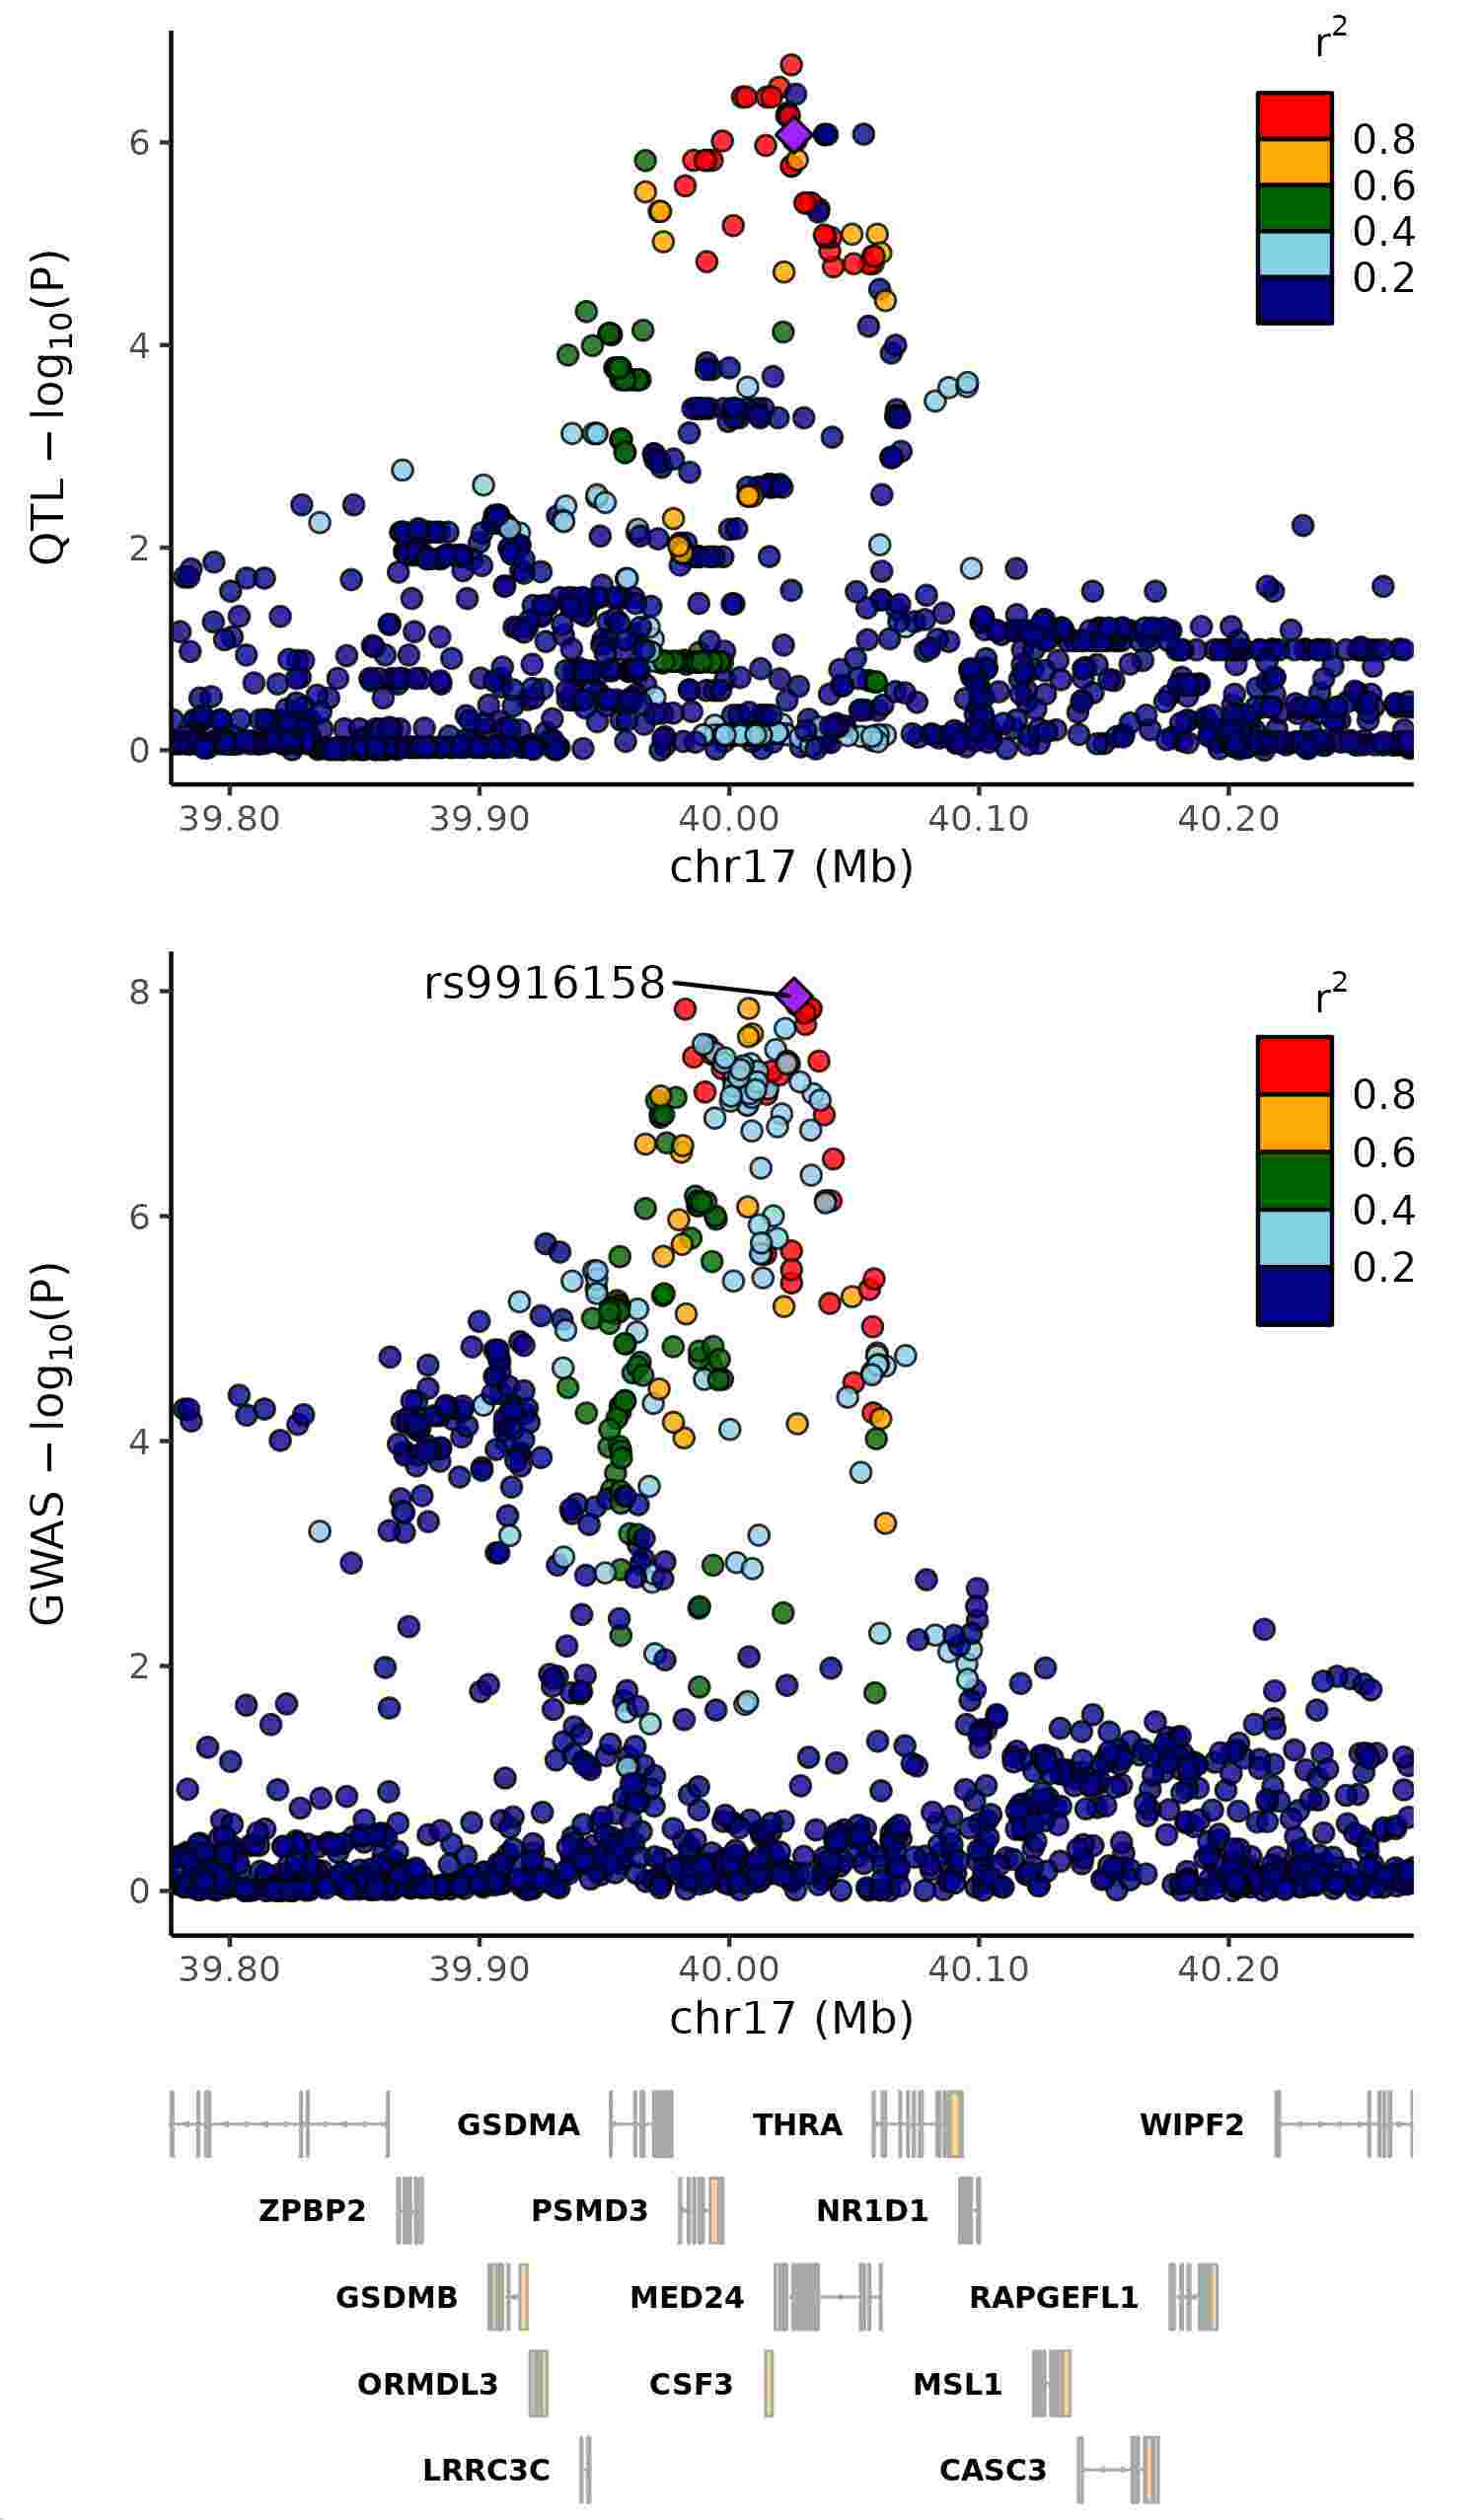 r2
0.8
0.6
0.4
0.2
QTL − log10(P)
6
4
2
0
39.80 39.90 40.00 40.10 40.20
chr17 (Mb)
rs9916158
r2
0.8
0.6
0.4
0.2
GWAS − log10(P)
8
6
4
2
0
39.80 39.90 40.00 40.10 40.20
chr17 (Mb)
GSDMA THRA WIPF2
ZPBP2 PSMD3 NR1D1
GSDMB MED24 RAPGEFL1
ORMDL3 CSF3 MSL1
LRRC3C CASC3